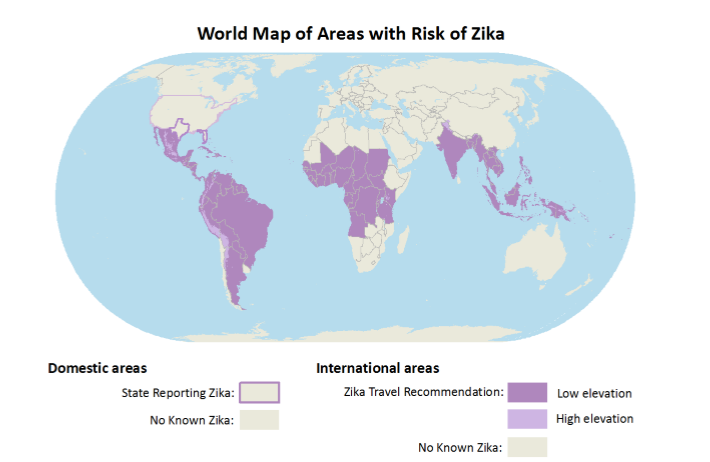 World Map of Areas with Risk of Zika
Domestic areas
State Reporting Zika:
No Known Zika:
International areas
Zika Travel Recommendation:
Low elevation
High elevation
No Known Zika: